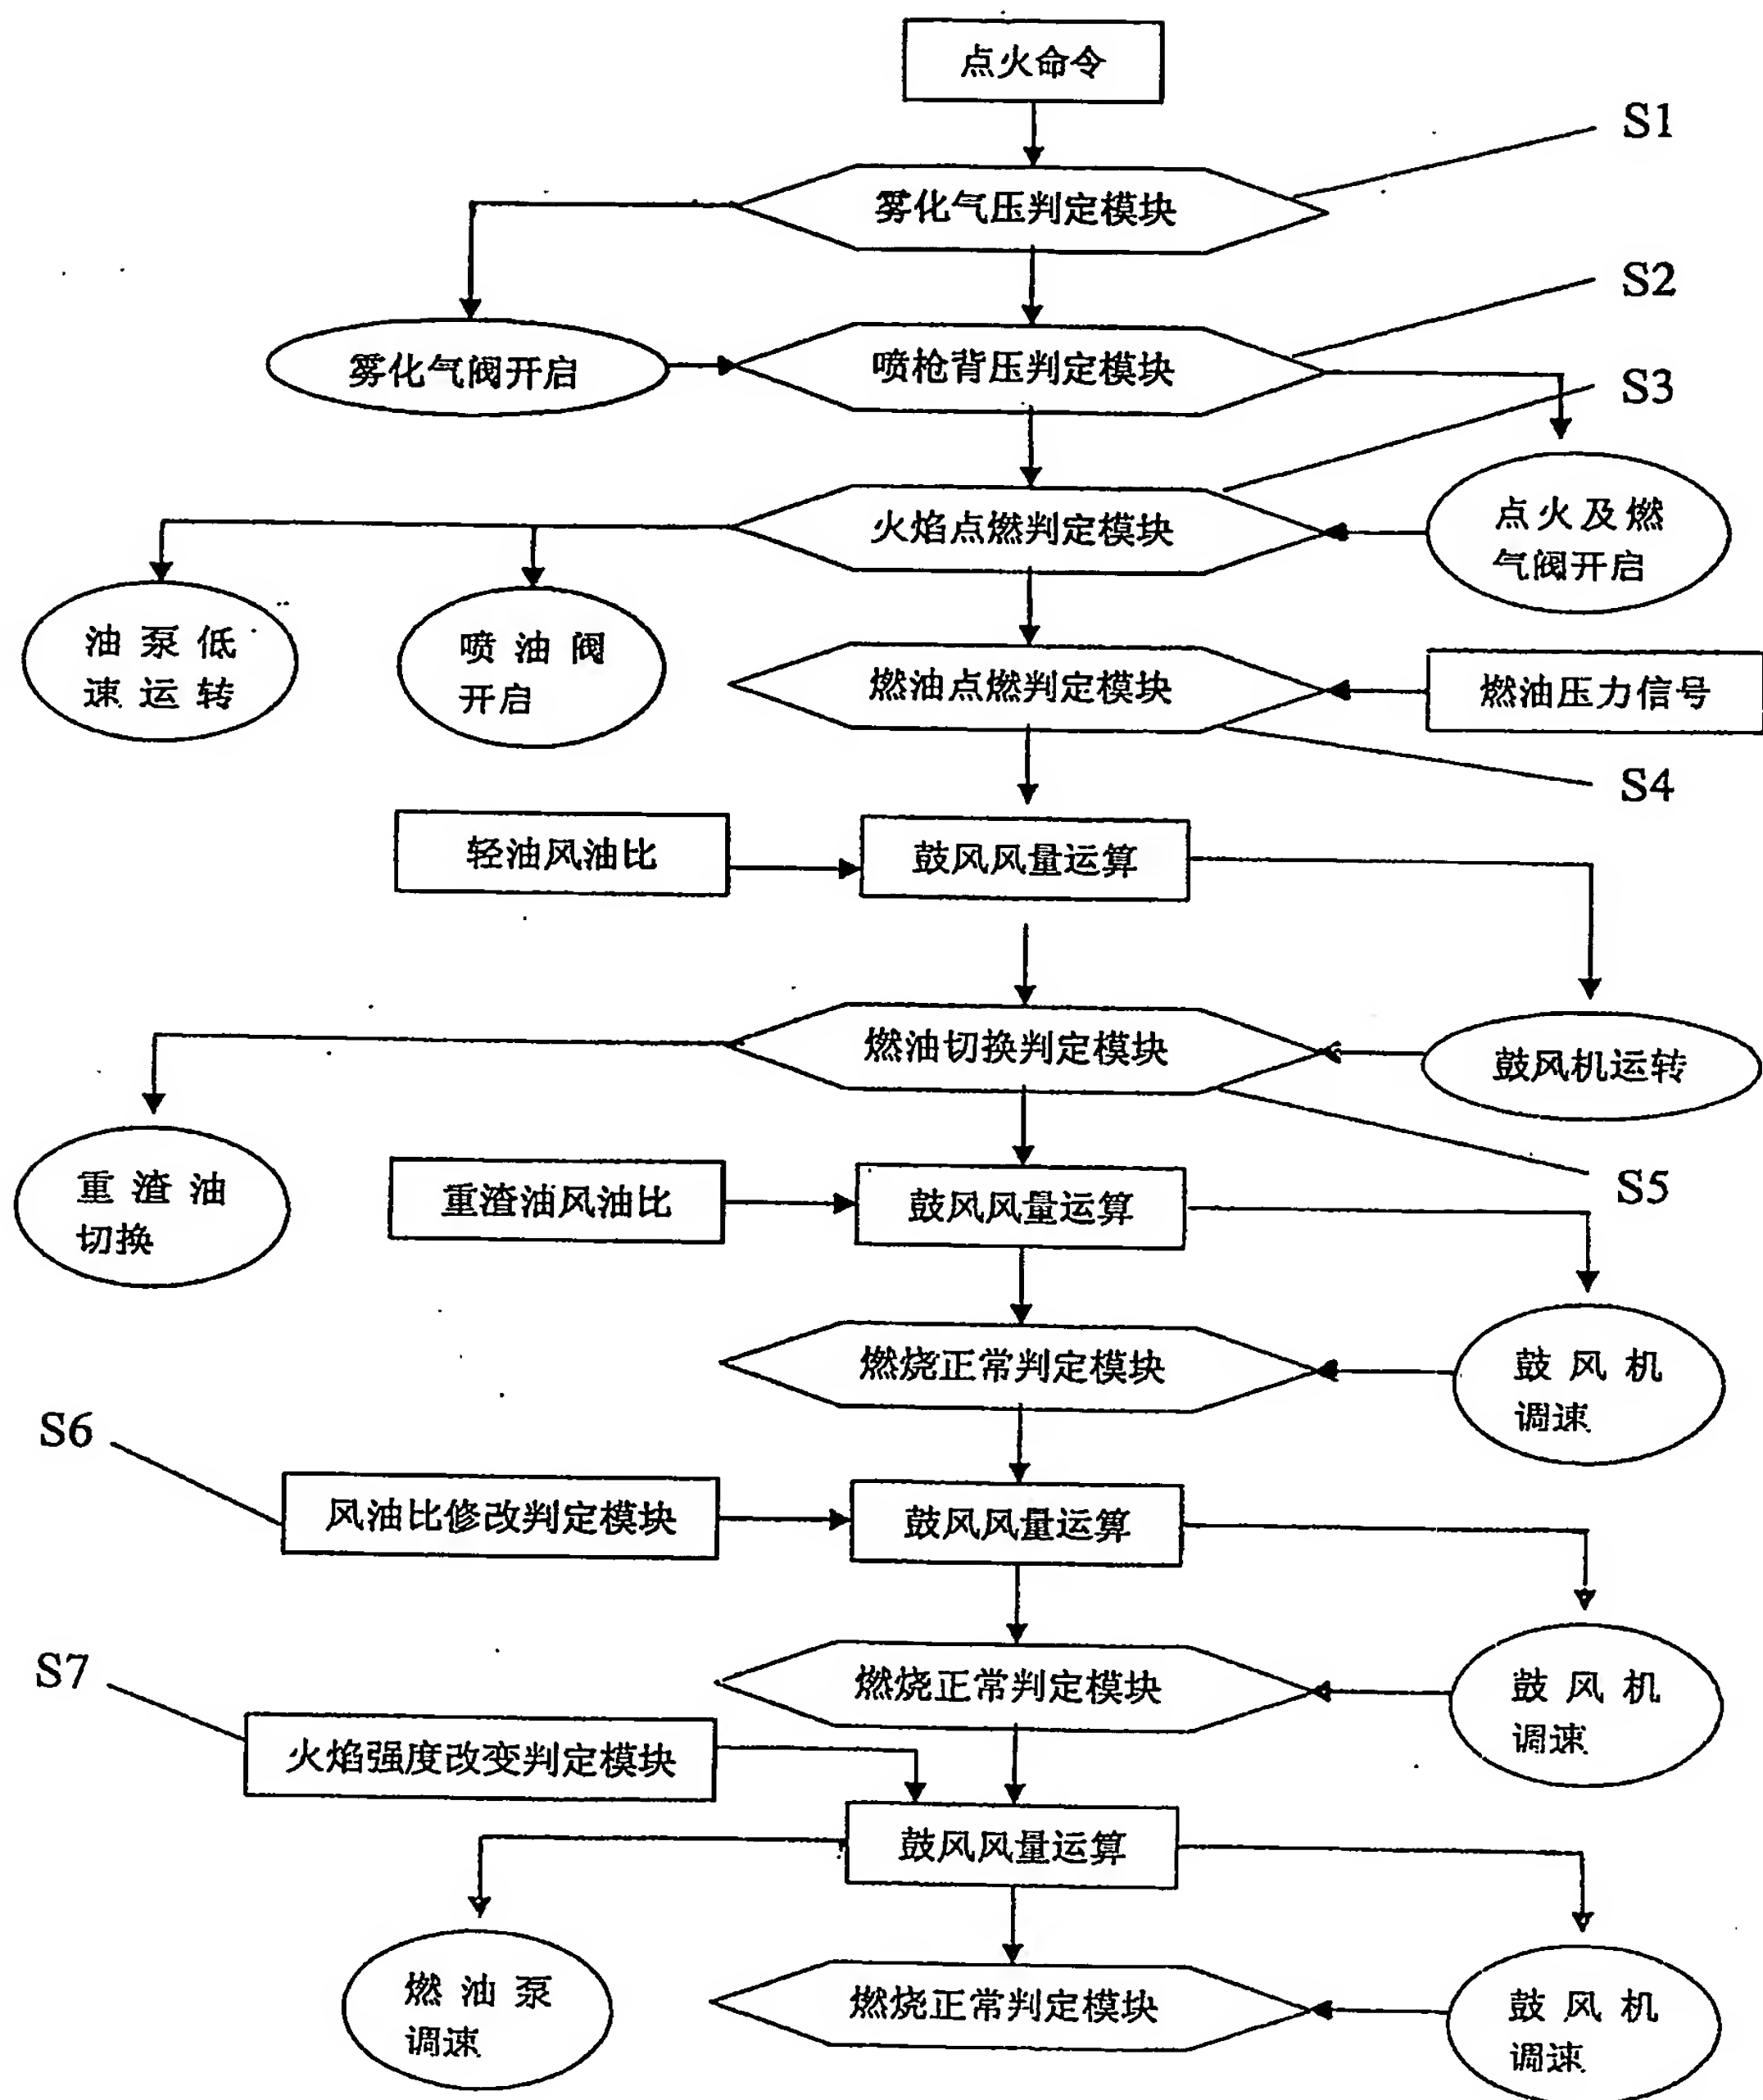 点火命令
S1
雾化气压判定模块
S2
雾化气阀开启
喷枪背压判定模块
S3
火焰点燃判定模块
点火及燃
气阀开启
油泵低
速运转
喷油阀
开启
燃油点燃判定模块
燃油压力信号
S4
轻油风油比
鼓风风量运算
燃油切换判定模块
鼓风机运转
重渣油
切换
重渣油风油比
鼓风风量运算
S5
燃烧正常判定模块
鼓风机
调速
S6
风油比修改判定模块
鼓风风量运算
S7
燃烧正常判定模块
鼓风机
调速
火焰强度改变判定模块
鼓风风量运算
燃油泵
调速
燃烧正常判定模块
鼓风机
调速